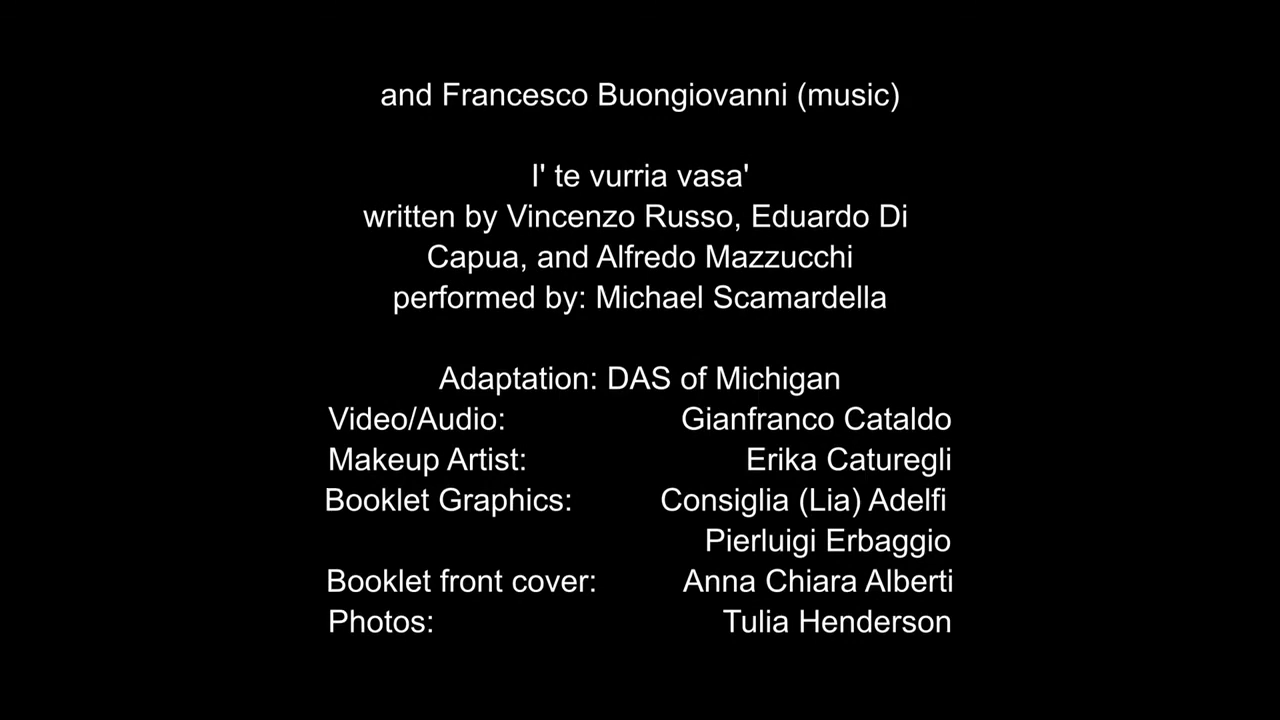 and Francesco Buongiovanni (music)
I' te vurria vasa'
written by Vincenzo Russo, Eduardo Di
Capua, and Alfredo Mazzucchi
performed by: Michael Scamardella
Adaptation: DAS of Michigan
Video/Audio: Gianfranco Cataldo
Makeup Artist: Erika Caturegli
Booklet Graphics: Consiglia (Lia) Adelfi
Pierluigi Erbaggio
Booklet front cover: Anna Chiara Alberti
Photos: Tulia Henderson